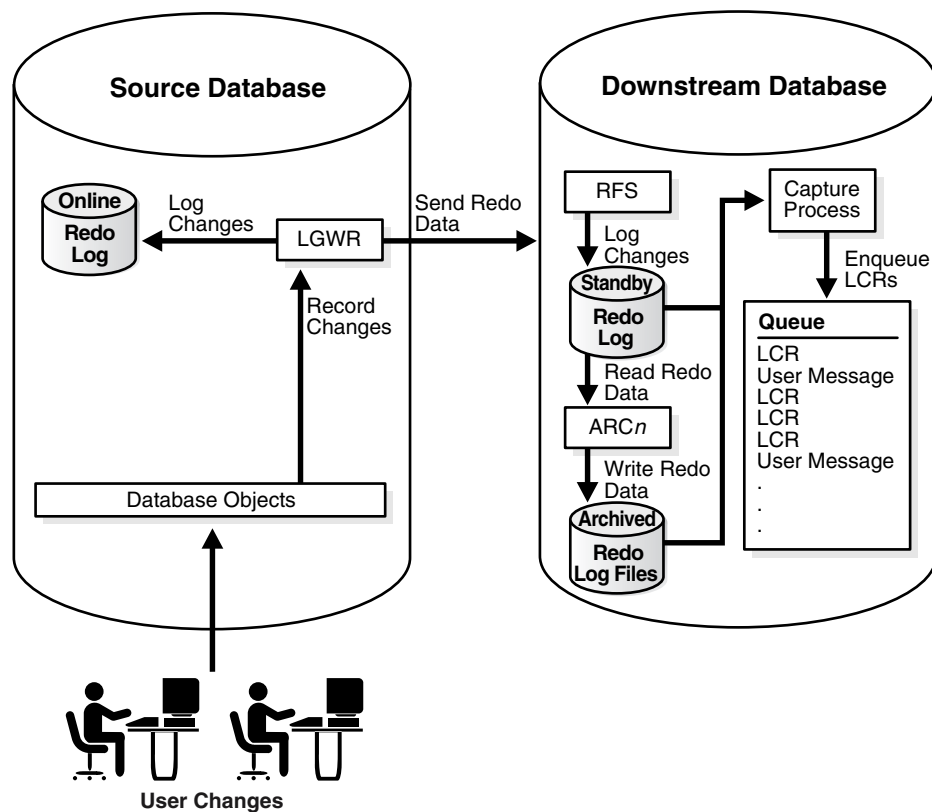 Source Database
Online
Redo
Log
Log
Changes
LGWR
Send Redo
Data
Record
Changes
Database Objects
User Changes
Downstream Database
RFS
Log
Changes
Standby
Redo
Log
Read Redo
Data
ARCn
Write Redo
Data
Archived
Redo
Log Files
Capture
Process
Enqueue
LCRs
Queue
LCR
User Message
LCR
LCR
LCR
User Message
.
.
.